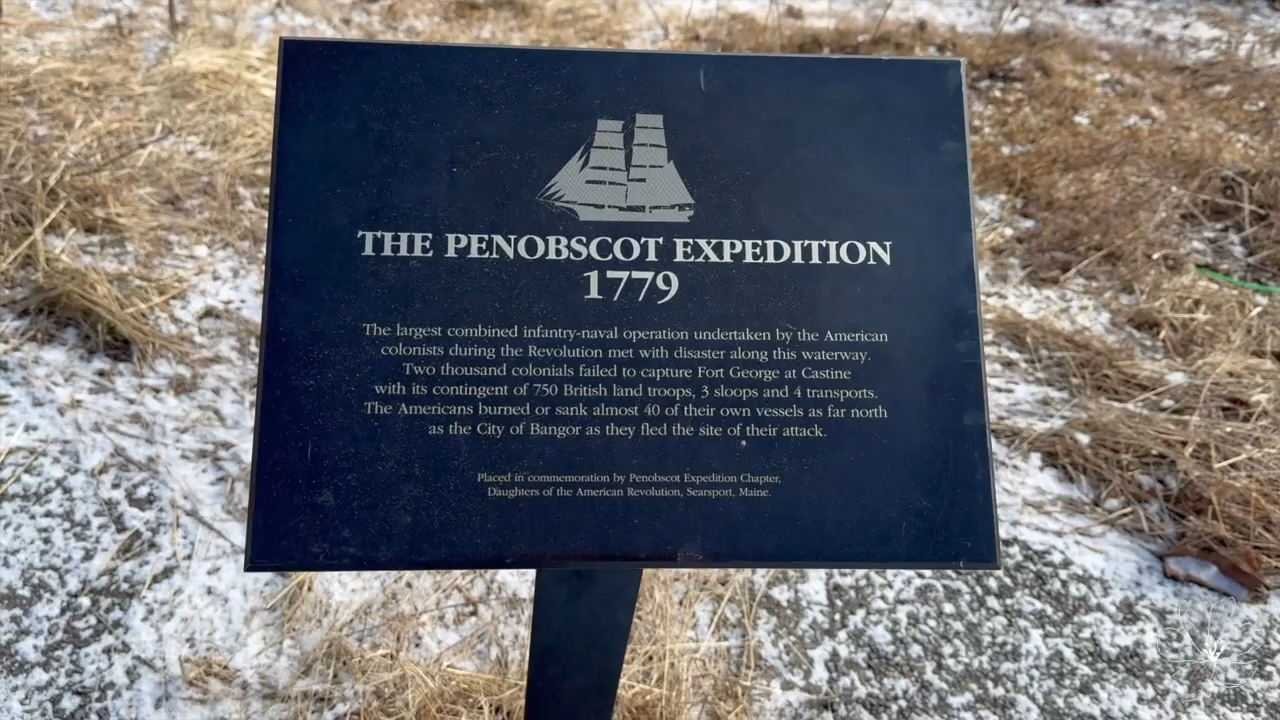 THE PENOBSCOT EXPEDITION
1779
The largest combined infantry-naval operation undertaken by the American
colonists during the Revolution met with disaster along this waterway.
Two thousand colonials failed to capture Fort George at Castine
with its contingent of 750 British land troops, 3 sloops and 4 transports.
The Americans burned or sank almost 40 of their own vessels as far north
as the City of Bangor as they fled the site of their attack.
Placed in commemoration by Penobscot Expedition Chapter,
Daughters of the American Revolution, Searsport, Maine.